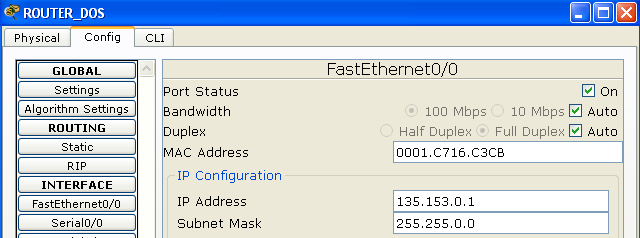 ROUTER_DOS
Physical Config CLI
GLOBAL
Settings
Algorithm Settings
ROUTING
Static
RIP
INTERFACE
FastEthernet0/0
Serial0/0
FastEthernet0/0
Port Status On
Bandwidth 100 Mbps 10 Mbps Auto
Duplex Half Duplex Full Duplex Auto
MAC Address 0001.C716.C3CB
IP Configuration
IP Address 135.153.0.1
Subnet Mask 255.255.0.0